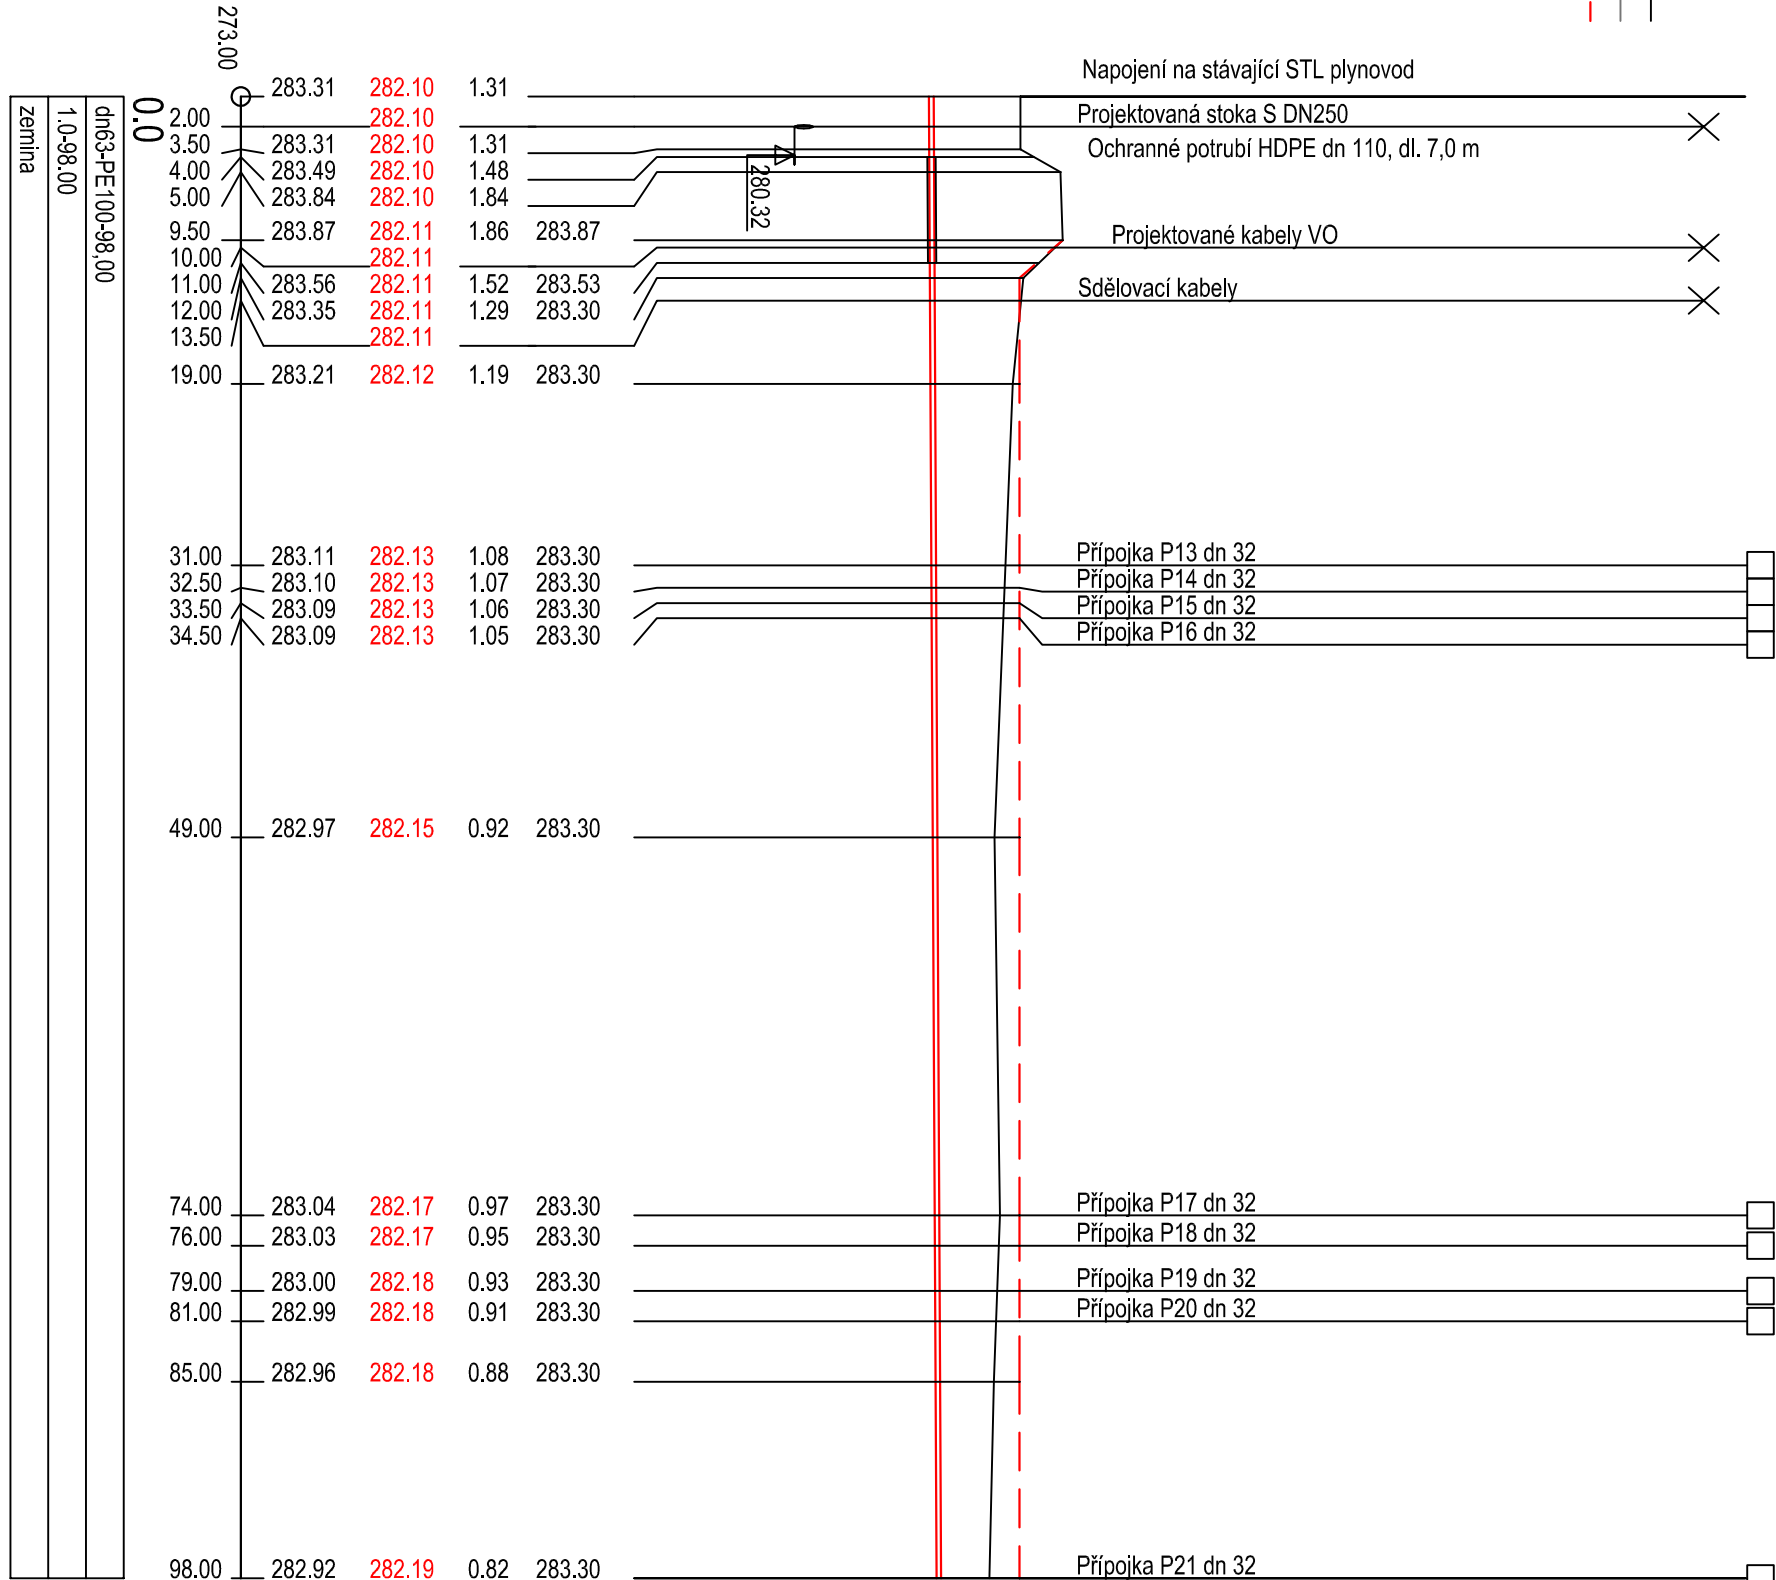 273.00
283.31 282.10 1.31 Napojení na stávající STL plynovod
0.0
2.00 282.10 Projektovaná stoka S DN250
3.50 283.31 282.10 1.31 Ochranné potrubí HDPE dn 110, dl. 7,0 m
4.00 283.49 282.10 1.48
5.00 283.84 282.10 1.84
280.32
9.50 283.87 282.11 1.86 283.87 Projektované kabely VO
10.00 282.11
11.00 283.56 282.11 1.52 283.53 Sdělovací kabely
12.00 283.35 282.11 1.29 283.30
13.50 282.11
19.00 283.21 282.12 1.19 283.30
31.00 283.11 282.13 1.08 283.30 Přípojka P13 dn 32
32.50 283.10 282.13 1.07 283.30 Přípojka P14 dn 32
33.50 283.09 282.13 1.06 283.30 Přípojka P15 dn 32
34.50 283.09 282.13 1.05 283.30 Přípojka P16 dn 32
49.00 282.97 282.15 0.92 283.30
74.00 283.04 282.17 0.97 283.30 Přípojka P17 dn 32
76.00 283.03 282.17 0.95 283.30 Přípojka P18 dn 32
79.00 283.00 282.18 0.93 283.30 Přípojka P19 dn 32
81.00 282.99 282.18 0.91 283.30 Přípojka P20 dn 32
85.00 282.96 282.18 0.88 283.30
98.00 282.92 282.19 0.82 283.30 Přípojka P21 dn 32
dn63-PE100-98,00
1.0-98.00
zemina